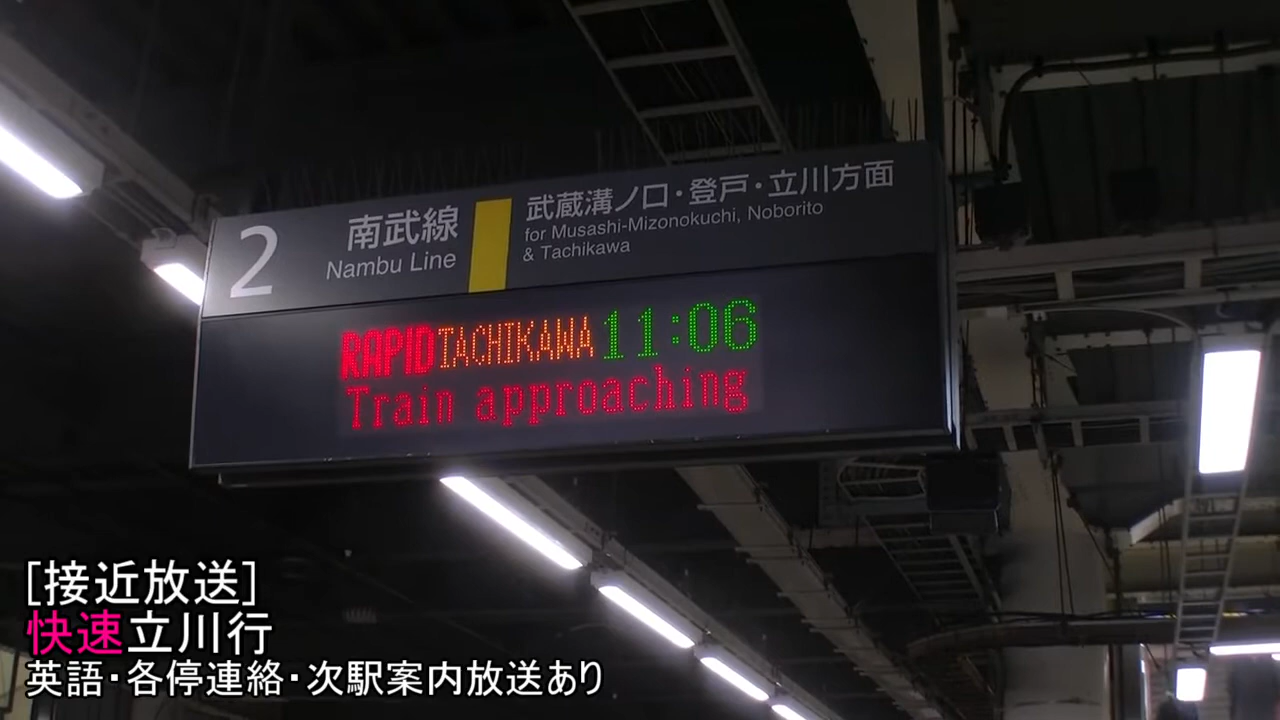 2 南武線 武蔵溝ノ口・登戸・立川方面
Nambu Line for Musashi-Mizonokuchi, Noborito
& Tachikawa
RAPID TACHIKAWA 11:06
Train approaching
[接近放送]
快速立川行
英語・各停連絡・次駅案内放送あり